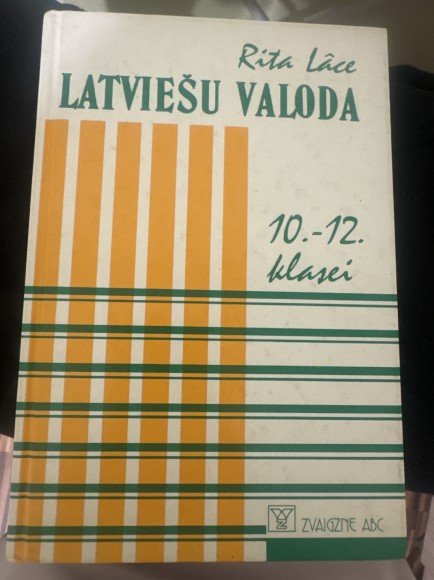 Rita Lāce
LATVIEŠU VALODA
10.-12.
klasei
ZVAIGZNE ABC